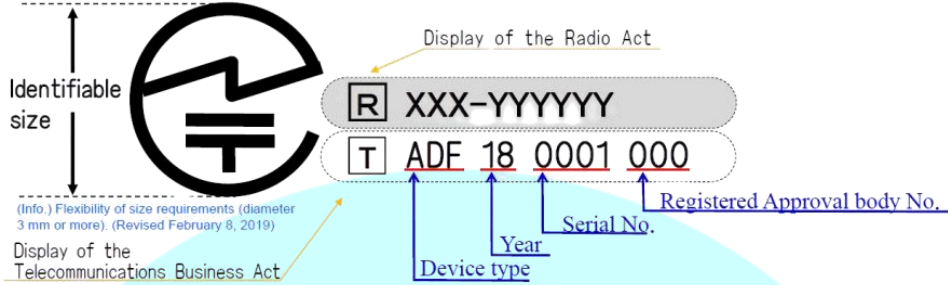 Display of the Radio Act
Identifiable
size
R XXX-YYYYYY
T ADF 18 0001 000
(Info.) Flexibility of size requirements (diameter
3 mm or more). (Revised February 8, 2019)
Registered Approval body No.
Serial No.
Year
Device type
Display of the
Telecommunications Business Act